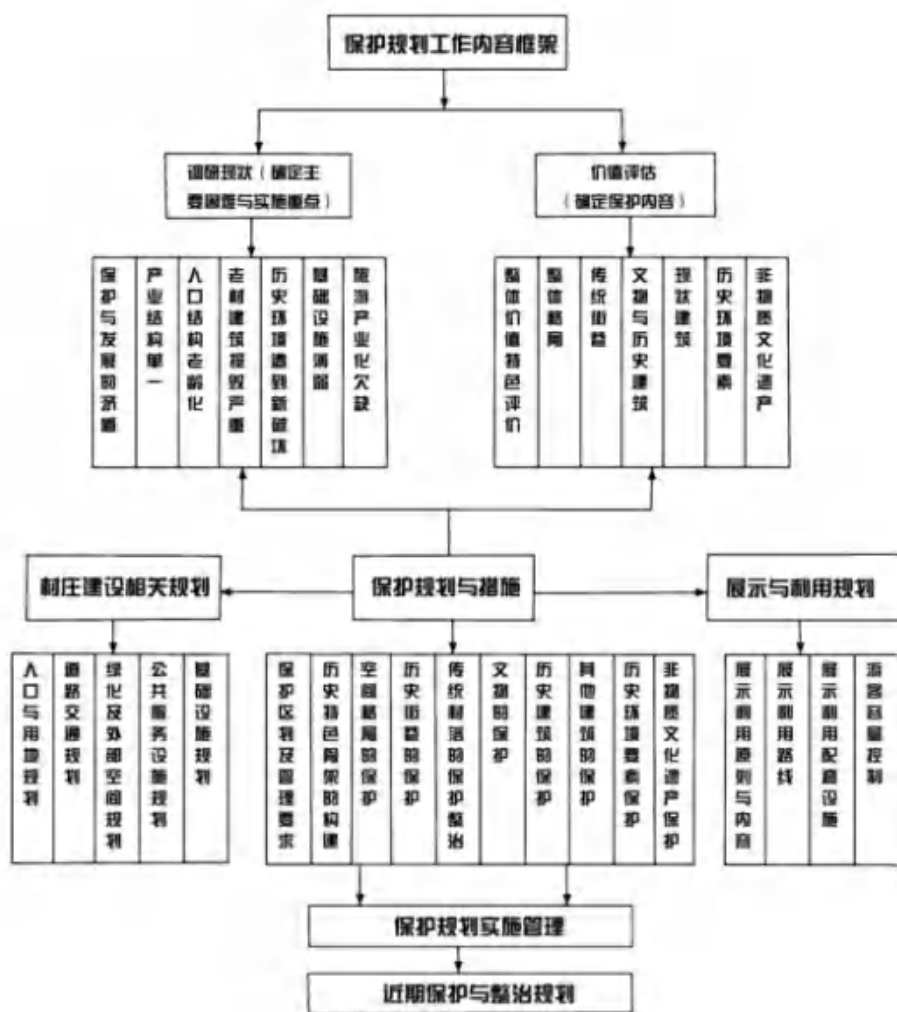 保护规划工作内容框架
调研现状（确定主
要困难与实施重点）
价值评估
（确定保护内容）
保护与发展的矛盾
产业结构单一
人口结构老龄化
老村建筑损毁严重
历史环境遭到新破坏
基础设施薄弱
旅游产业化欠缺
整体价值特色评价
整体格局
传统街巷
文物与历史建筑
现状建筑
历史环境要素
非物质文化遗产
村庄建设相关规划
保护规划与措施
展示与利用规划
人口与用地规划
道路交通规划
绿化及外部空间规划
公共服务设施规划
基础设施规划
保护区划及管理要求
历史特色骨架的构建
空间格局的保护
历史街巷的保护
传统村落的保护整治
文物的保护
历史建筑的保护
其他建筑的保护
历史环境要素保护
非物质文化遗产保护
展示利用原则与内容
展示利用路线
展示利用配套设施
游客容量控制
保护规划实施管理
近期保护与整治规划